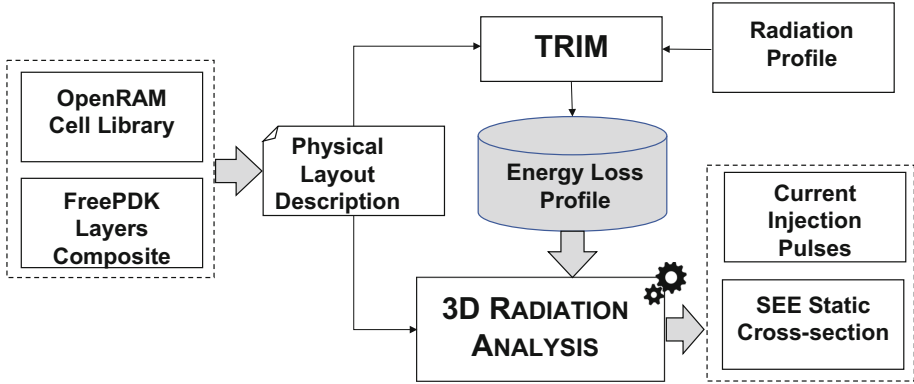 OpenRAM
Cell Library
FreePDK
Layers
Composite
Physical
Layout
Description
TRIM
Radiation
Profile
Energy Loss
Profile
3D RADIATION
ANALYSIS
Current
Injection
Pulses
SEE Static
Cross-section